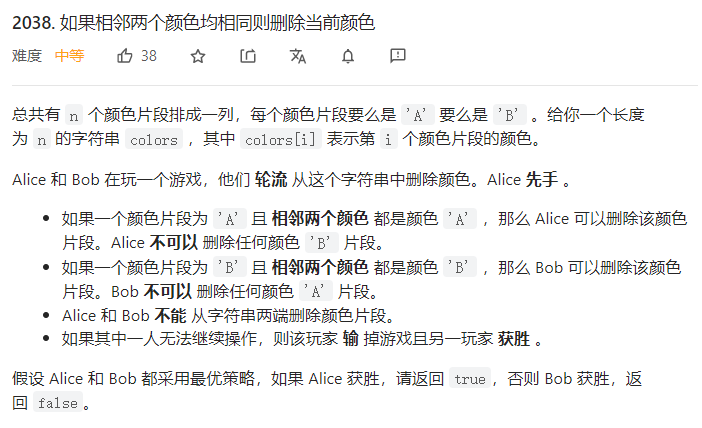 2038. 如果相邻两个颜色均相同则删除当前颜色
难度 中等 38
总共有 n 个颜色片段排成一列，每个颜色片段要么是 'A' 要么是 'B' 。给你一个长度
为 n 的字符串 colors ，其中 colors[i] 表示第 i 个颜色片段的颜色。
Alice 和 Bob 在玩一个游戏，他们 轮流 从这个字符串中删除颜色。Alice 先手 。
• 如果一个颜色片段为 'A' 且 相邻两个颜色 都是颜色 'A' ，那么 Alice 可以删除该颜色
片段。Alice 不可以 删除任何颜色 'B' 片段。
• 如果一个颜色片段为 'B' 且 相邻两个颜色 都是颜色 'B' ，那么 Bob 可以删除该颜色
片段。Bob 不可以 删除任何颜色 'A' 片段。
• Alice 和 Bob 不能 从字符串两端删除颜色片段。
• 如果其中一人无法继续操作，则该玩家 输 掉游戏且另一玩家 获胜 。
假设 Alice 和 Bob 都采用最优策略，如果 Alice 获胜，请返回 true，否则 Bob 获胜，返
回 false。